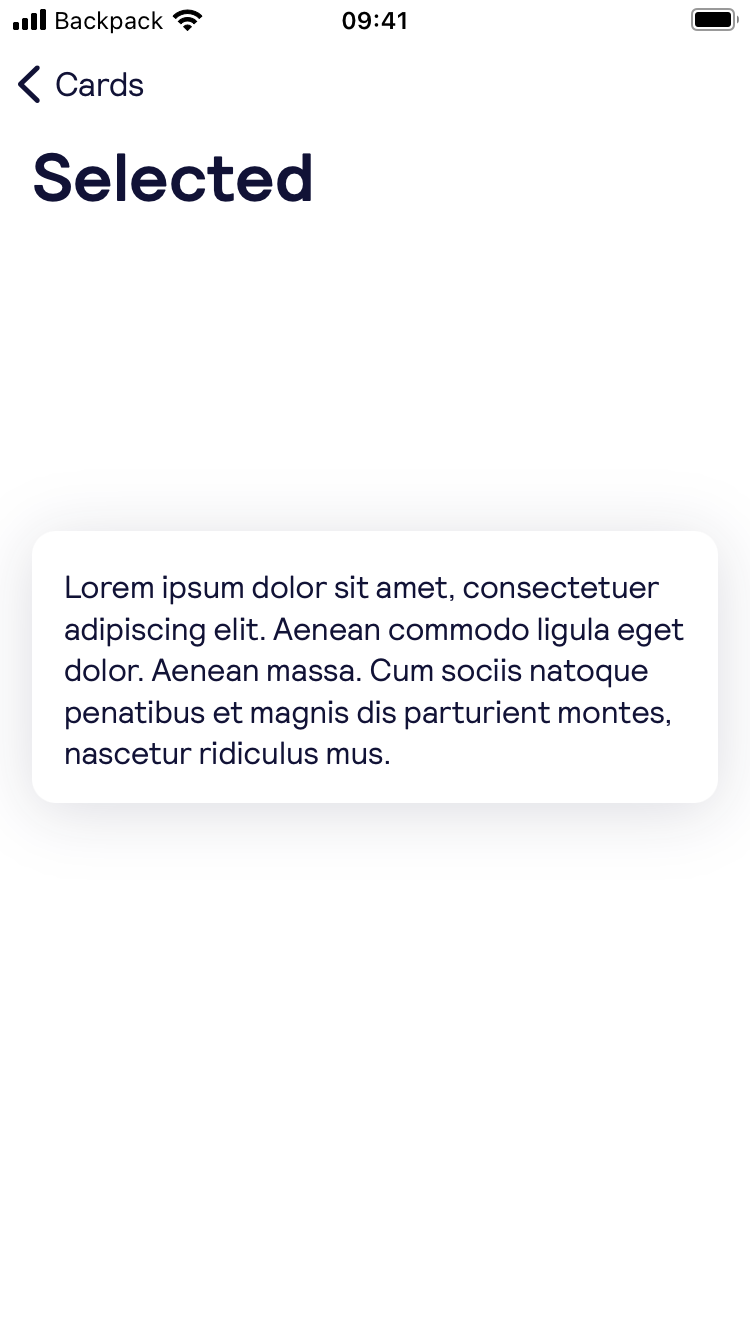 Backpack 09:41
Cards
Selected
Lorem ipsum dolor sit amet, consectetuer
adipiscing elit. Aenean commodo ligula eget
dolor. Aenean massa. Cum sociis natoque
penatibus et magnis dis parturient montes,
nascetur ridiculus mus.